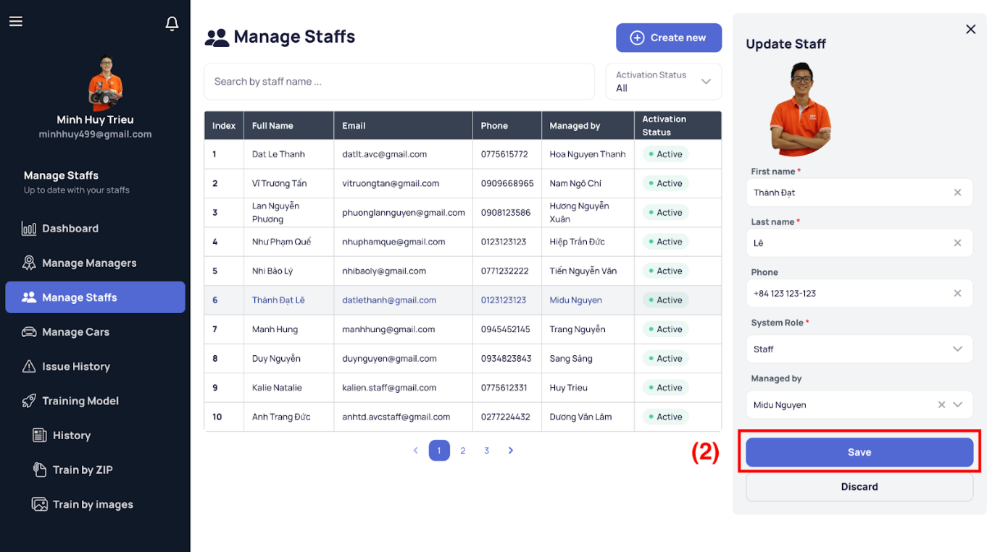 Minh Huy Trieu
minhhuy499@gmail.com
Manage Staffs
Up to date with your staffs
Dashboard
Manage Managers
Manage Staffs
Manage Cars
Issue History
Training Model
History
Train by ZIP
Train by images
Manage Staffs
Create new
Search by staff name ...
Activation Status
All
Index Full Name Email Phone Managed by Activation
Status
1 Dat Le Thanh datlt.avc@gmail.com 0775615772 Hoa Nguyen Thanh Active
2 Vĩ Trương Tấn vitruongtan@gmail.com 0909668965 Nam Ngô Chí Active
3 Lan Nguyễn
Phương phuonglannguyen@gmail.com 0908123586 Hương Nguyễn
Xuân Active
4 Như Phạm Quế nhuphamque@gmail.com 0123123123 Hiệp Trần Đức Active
5 Nhi Bảo Lý nhibaoly@gmail.com 0771232222 Tiến Nguyễn Văn Active
6 Thành Đạt Lê datlethanh@gmail.com 0123123123 Midu Nguyen Active
7 Manh Hung manhhung@gmail.com 0945452145 Trang Nguyễn Active
8 Duy Nguyễn duynguyen@gmail.com 0934823843 Sang Sảng Active
9 Kalie Natalie kalien.staff@gmail.com 0775612331 Huy Trieu Active
10 Anh Trang Đức anhtd.avcstaff@gmail.com 0277224432 Dương Văn Lâm Active
1 2 3
(2)
Update Staff
First name *
Thành Đạt
Last name *
Lê
Phone
+84 123 123-123
System Role *
Staff
Managed by
Midu Nguyen
Save
Discard